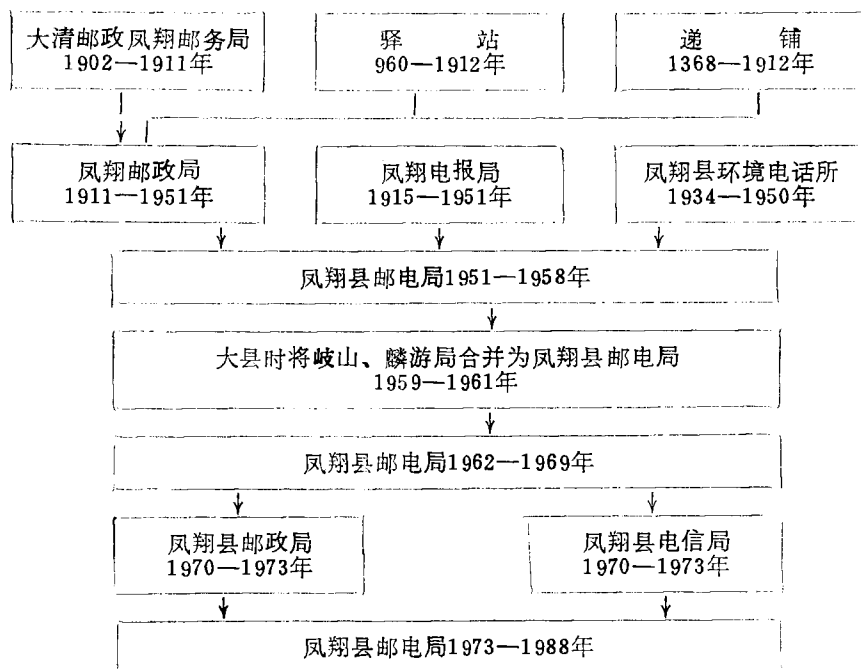 大清邮政凤翔邮务局
1902—1911年
驿 站
960—1912年
递 铺
1368—1912年
凤翔邮政局
1911—1951年
凤翔电报局
1915—1951年
凤翔县环境电话所
1934—1950年
凤翔县邮电局1951—1958年
大县时将岐山、麟游局合并为凤翔县邮电局
1959—1961年
凤翔县邮电局1962—1969年
凤翔县邮政局
1970—1973年
凤翔县电信局
1970—1973年
凤翔县邮电局1973—1988年